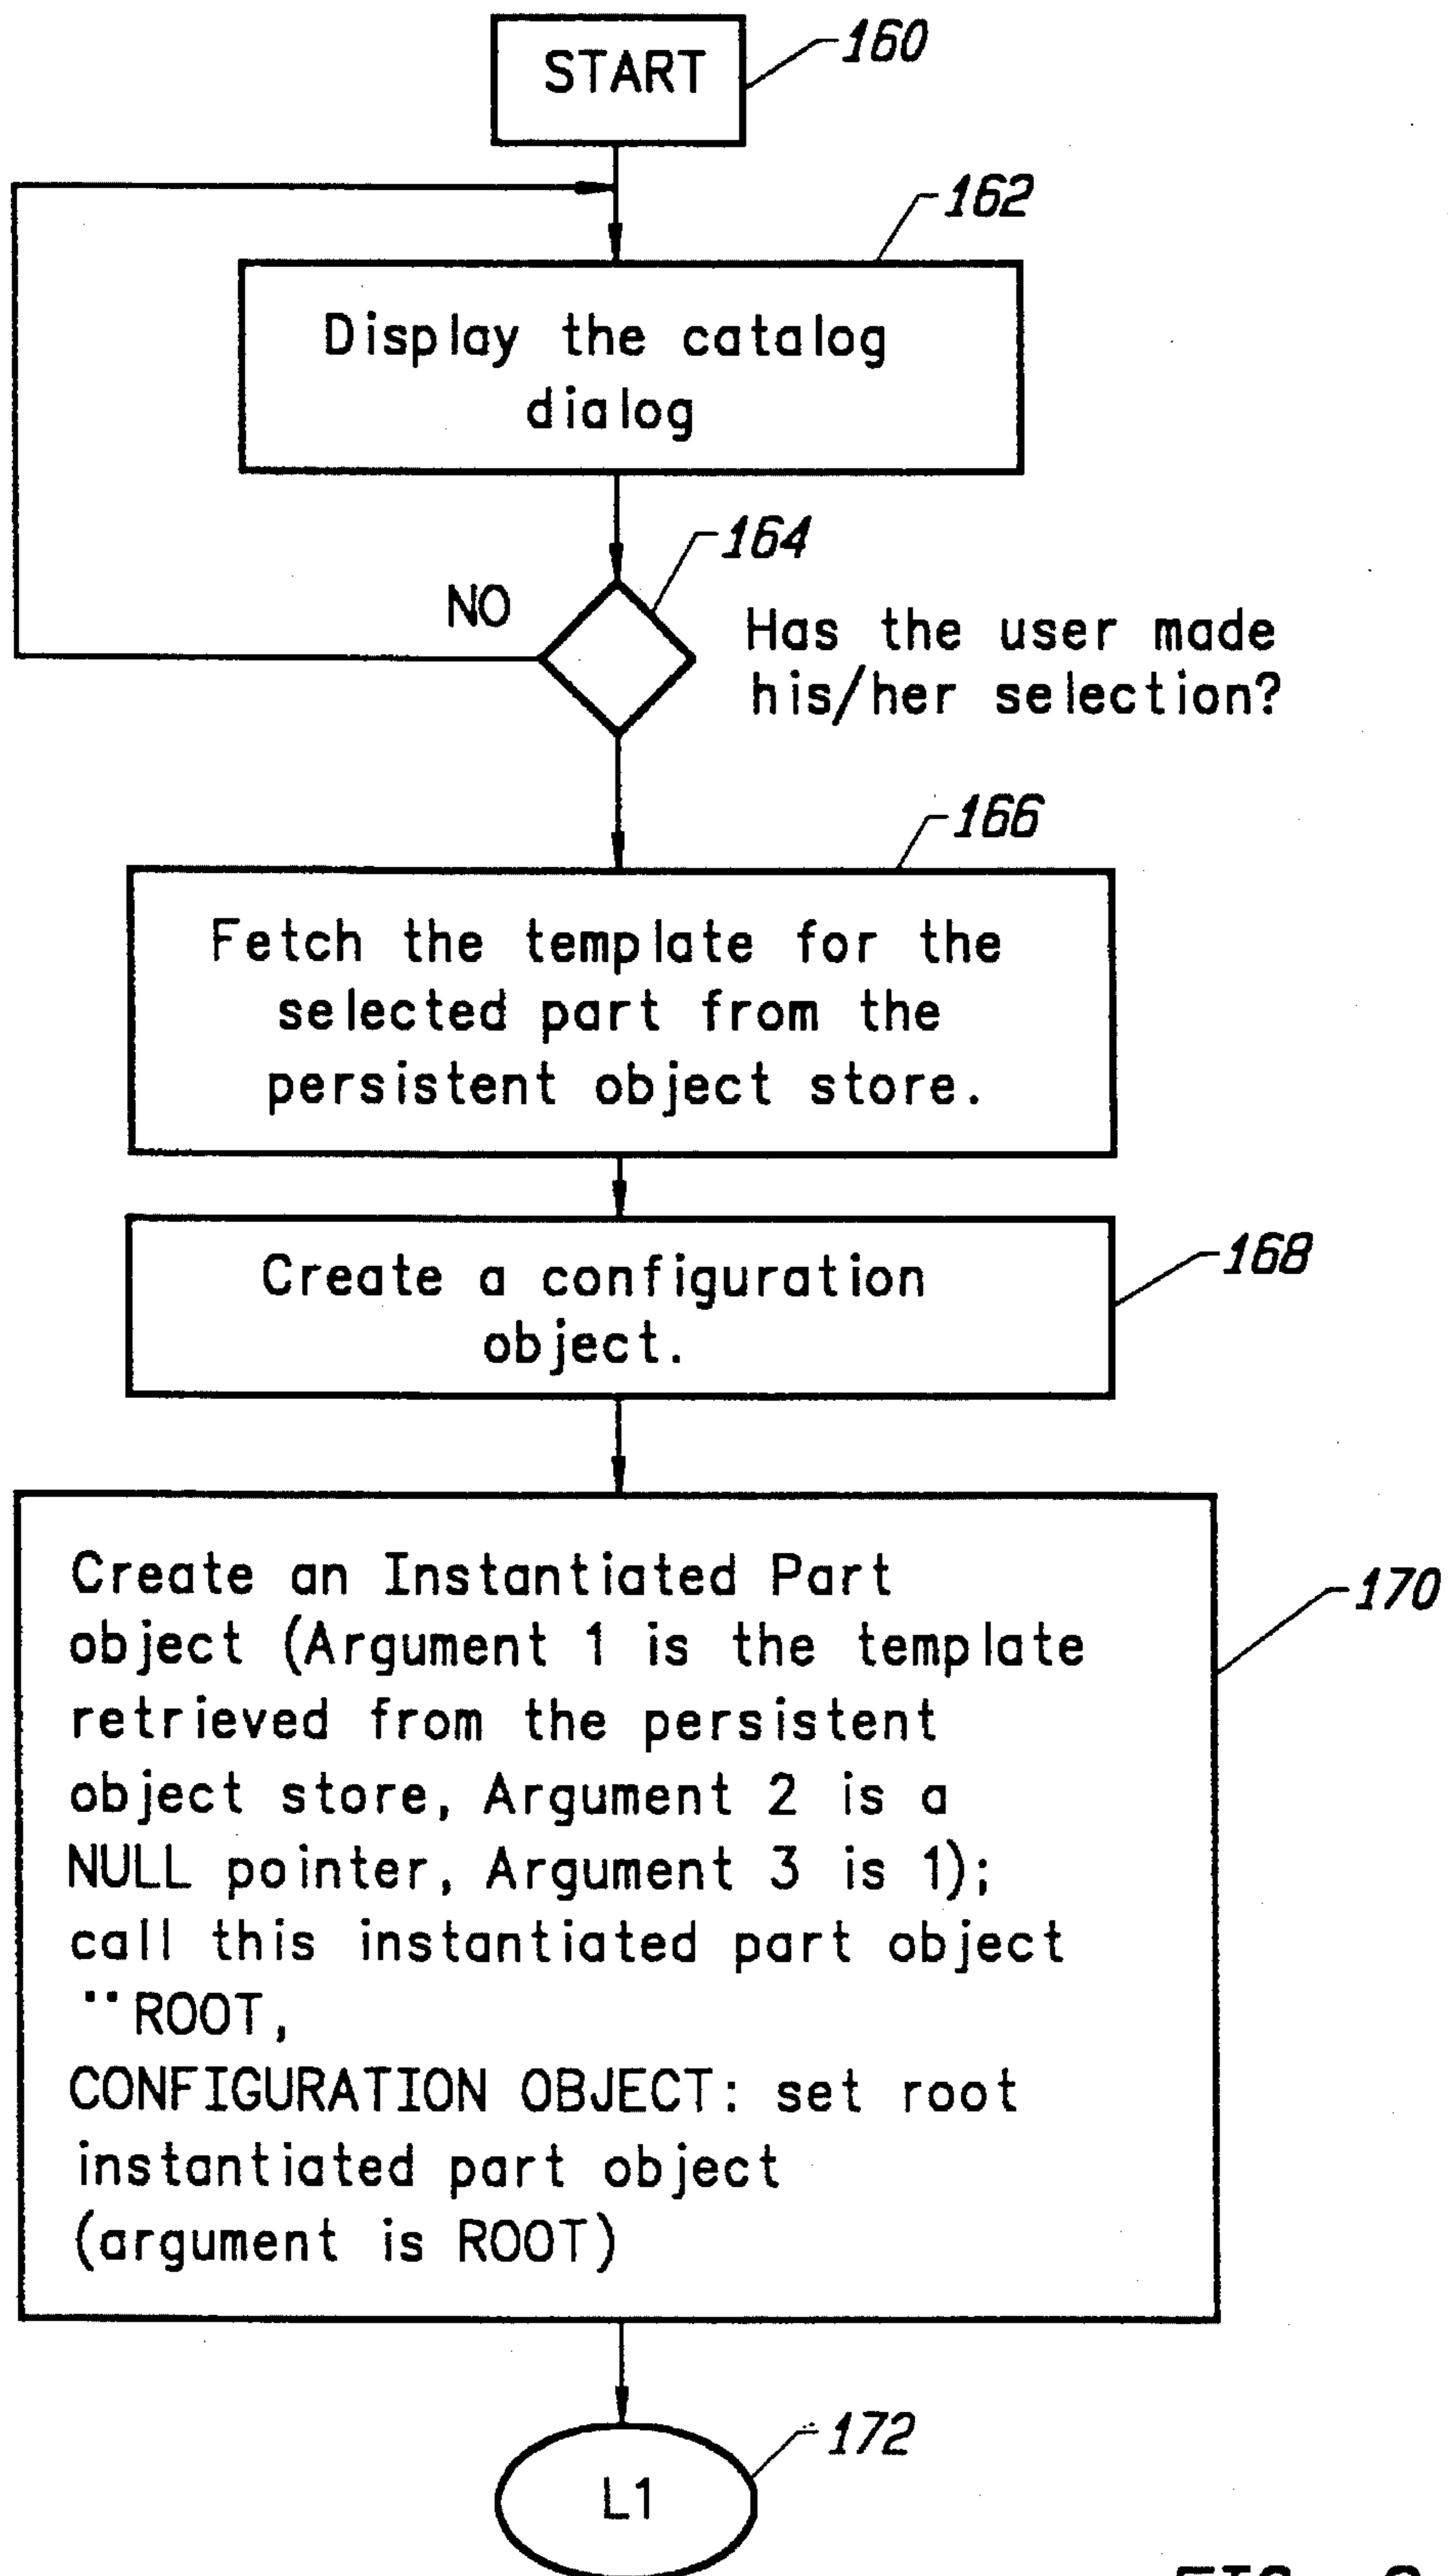 START
160
162
Display the catalog
dialog
164
NO
Has the user made
his/her selection?
166
Fetch the template for the
selected part from the
persistent object store.
168
Create a configuration
object.
170
Create an Instantiated Part
object (Argument 1 is the template
retrieved from the persistent
object store, Argument 2 is a
NULL pointer, Argument 3 is 1);
call this instantiated part object
¨ROOT,
CONFIGURATION OBJECT: set root
instantiated part object
(argument is ROOT)
172
L1